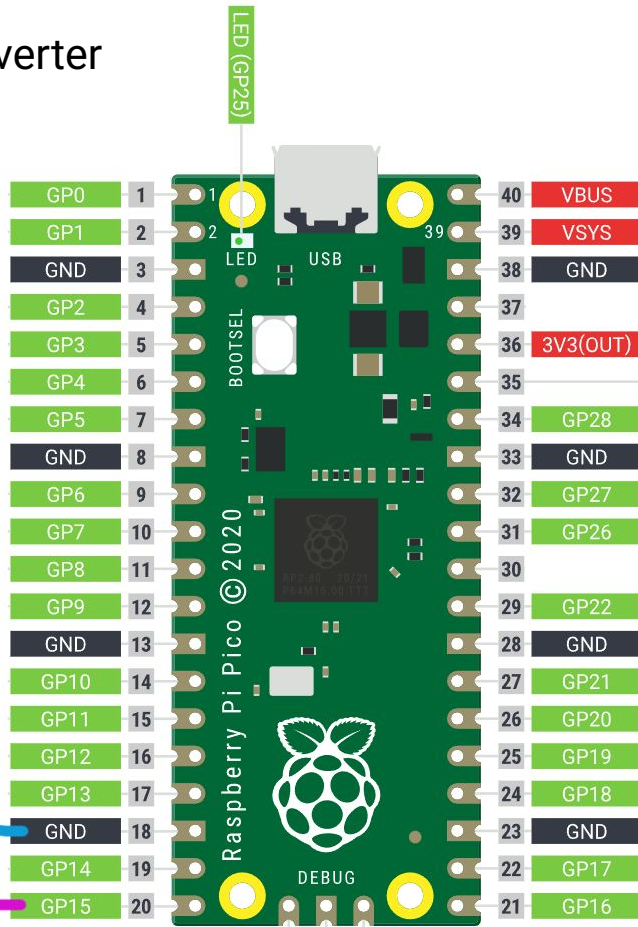 verter
LED (GP25)
GP0 1 1 40 VBUS
GP1 2 2 39 39 VSYS
GND 3 LED USB 38 GND
GP2 4 37
GP3 5 BOOTSEL 36 3V3(OUT)
GP4 6 35
GP5 7 34 GP28
GND 8 33 GND
GP6 9 32 GP27
GP7 10 31 GP26
GP8 11 30
GP9 12 29 GP22
GND 13 28 GND
GP10 14 27 GP21
GP11 15 26 GP20
GP12 16 25 GP19
GP13 17 24 GP18
GND 18 23 GND
GP14 19 22 GP17
GP15 20 21 GP16
Raspberry Pi Pico ©2020
DEBUG